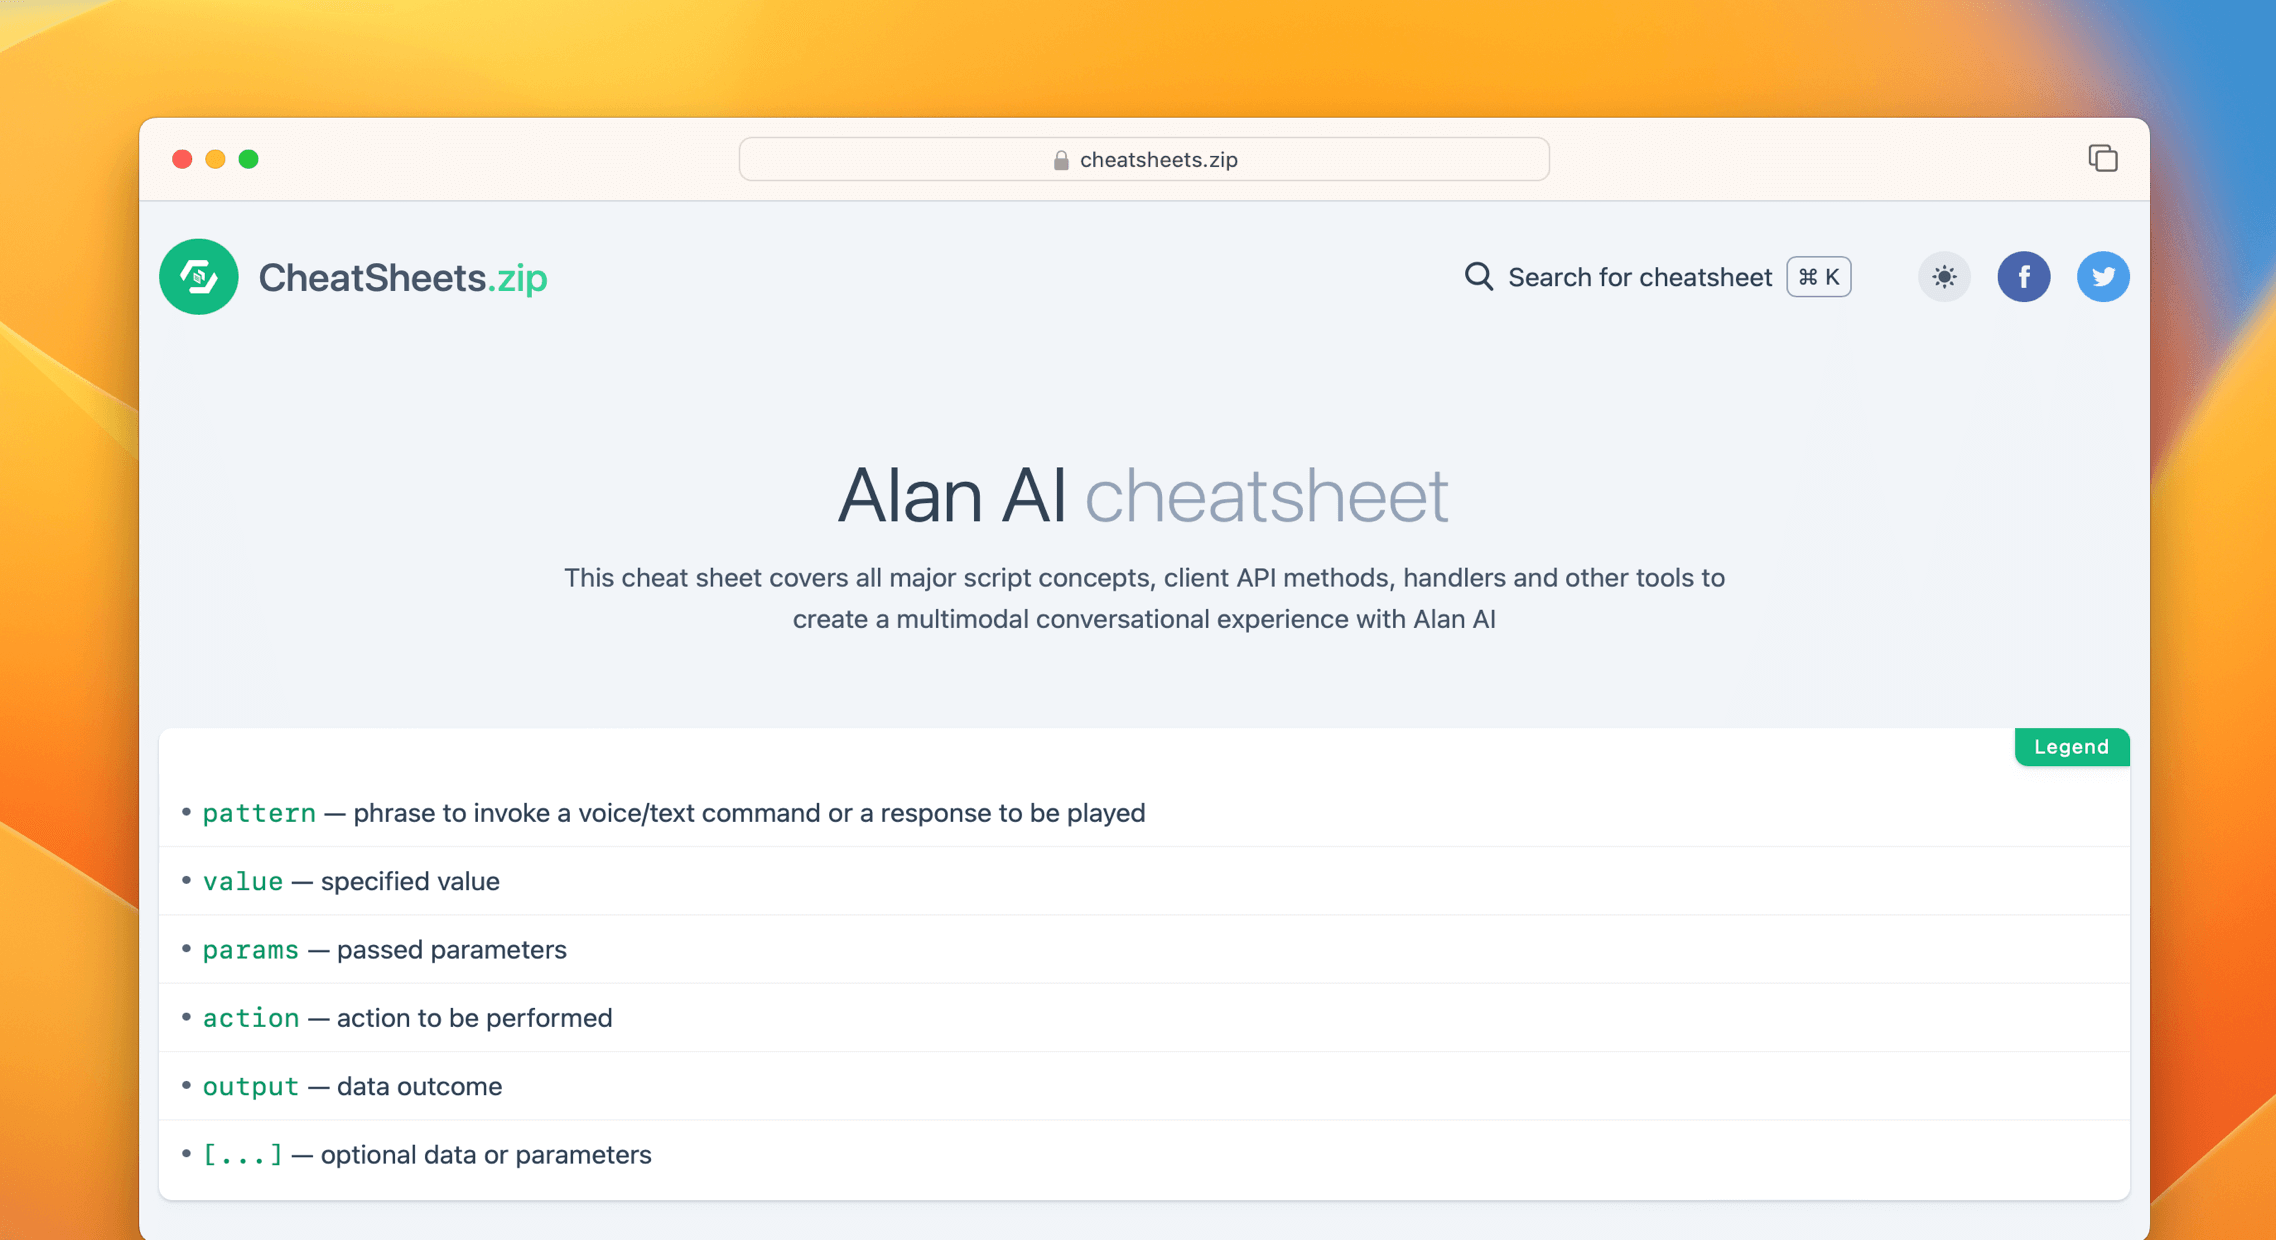 cheatsheets.zip
CheatSheets.zip
Search for cheatsheet ⌘ K
Alan AI cheatsheet
This cheat sheet covers all major script concepts, client API methods, handlers and other tools to
create a multimodal conversational experience with Alan AI
Legend
• pattern — phrase to invoke a voice/text command or a response to be played
• value — specified value
• params — passed parameters
• action — action to be performed
• output — data outcome
• [...] — optional data or parameters